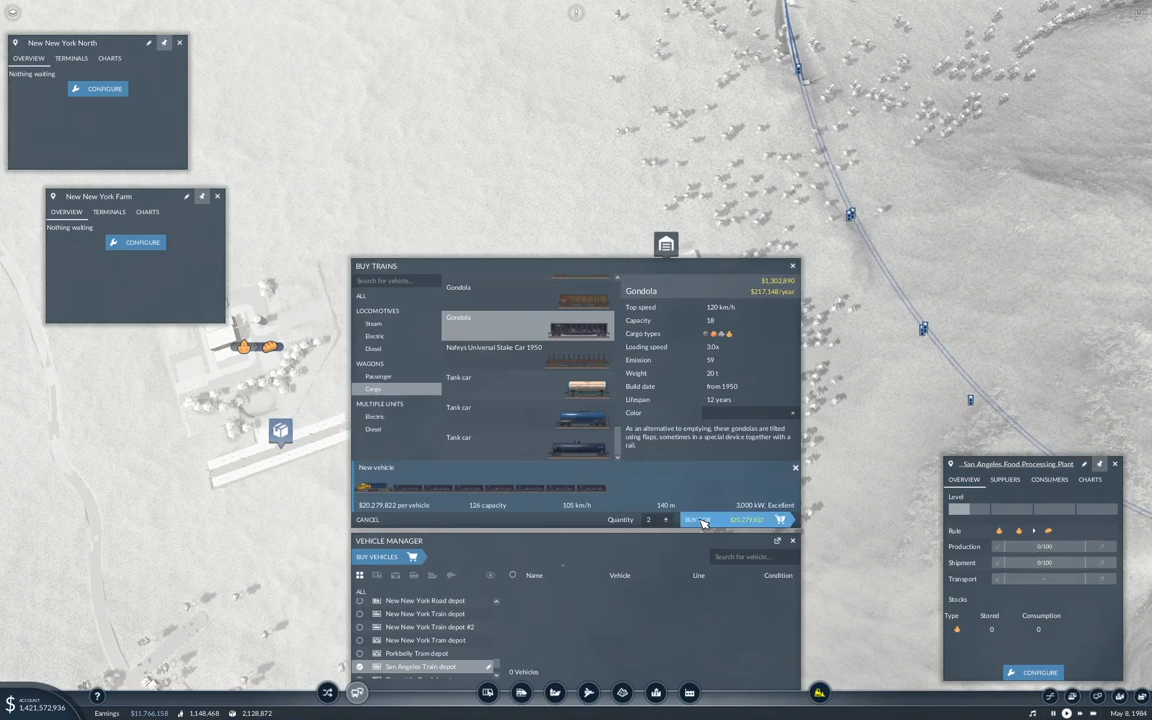 New New York North
OVERVIEW TERMINALS CHARTS
Nothing waiting
CONFIGURE
New New York Farm
OVERVIEW TERMINALS CHARTS
Nothing waiting
CONFIGURE
BUY TRAINS
Search for vehicle...
ALL
LOCOMOTIVES
Steam
Electric
Diesel
WAGONS
Passenger
Cargo
MULTIPLE UNITS
Electric
Diesel
Gondola
Gondola
Nafeys Universal Stake Car 1950
Tank car
Tank car
Tank car
$1,302,890
Gondola
$217,148/year
Top speed 120 km/h
Capacity 18
Cargo types
Loading speed 3.0x
Emission 59
Weight 20 t
Build date from 1950
Lifespan 12 years
Color
As an alternative to emptying, these gondolas are tilted
using flaps, sometimes in a special device together with a
rail.
New vehicle
$20,279,822 per vehicle 126 capacity 105 km/h 140 m 3,000 kW, Excellent
CANCEL Quantity 2 BUY FOR $20,279,822
VEHICLE MANAGER
BUY VEHICLES
Search for vehicle...
Name Vehicle Line Condition
ALL
New New York Road depot
New New York Train depot
New New York Train depot #2
New New York Tram depot
Porkbelly Tram depot
San Angeles Train depot
0 Vehicles
...San Angeles Food Processing Plant
OVERVIEW SUPPLIERS CONSUMERS CHARTS
Level
Rule
Production 0/100
Shipment 0/100
Transport -
Stocks
Type Stored Consumption
0 0
CONFIGURE
$ ACCOUNT
1,421,572,936
?
Earnings $11,766,158 1,148,468 2,128,872
May 8, 1984